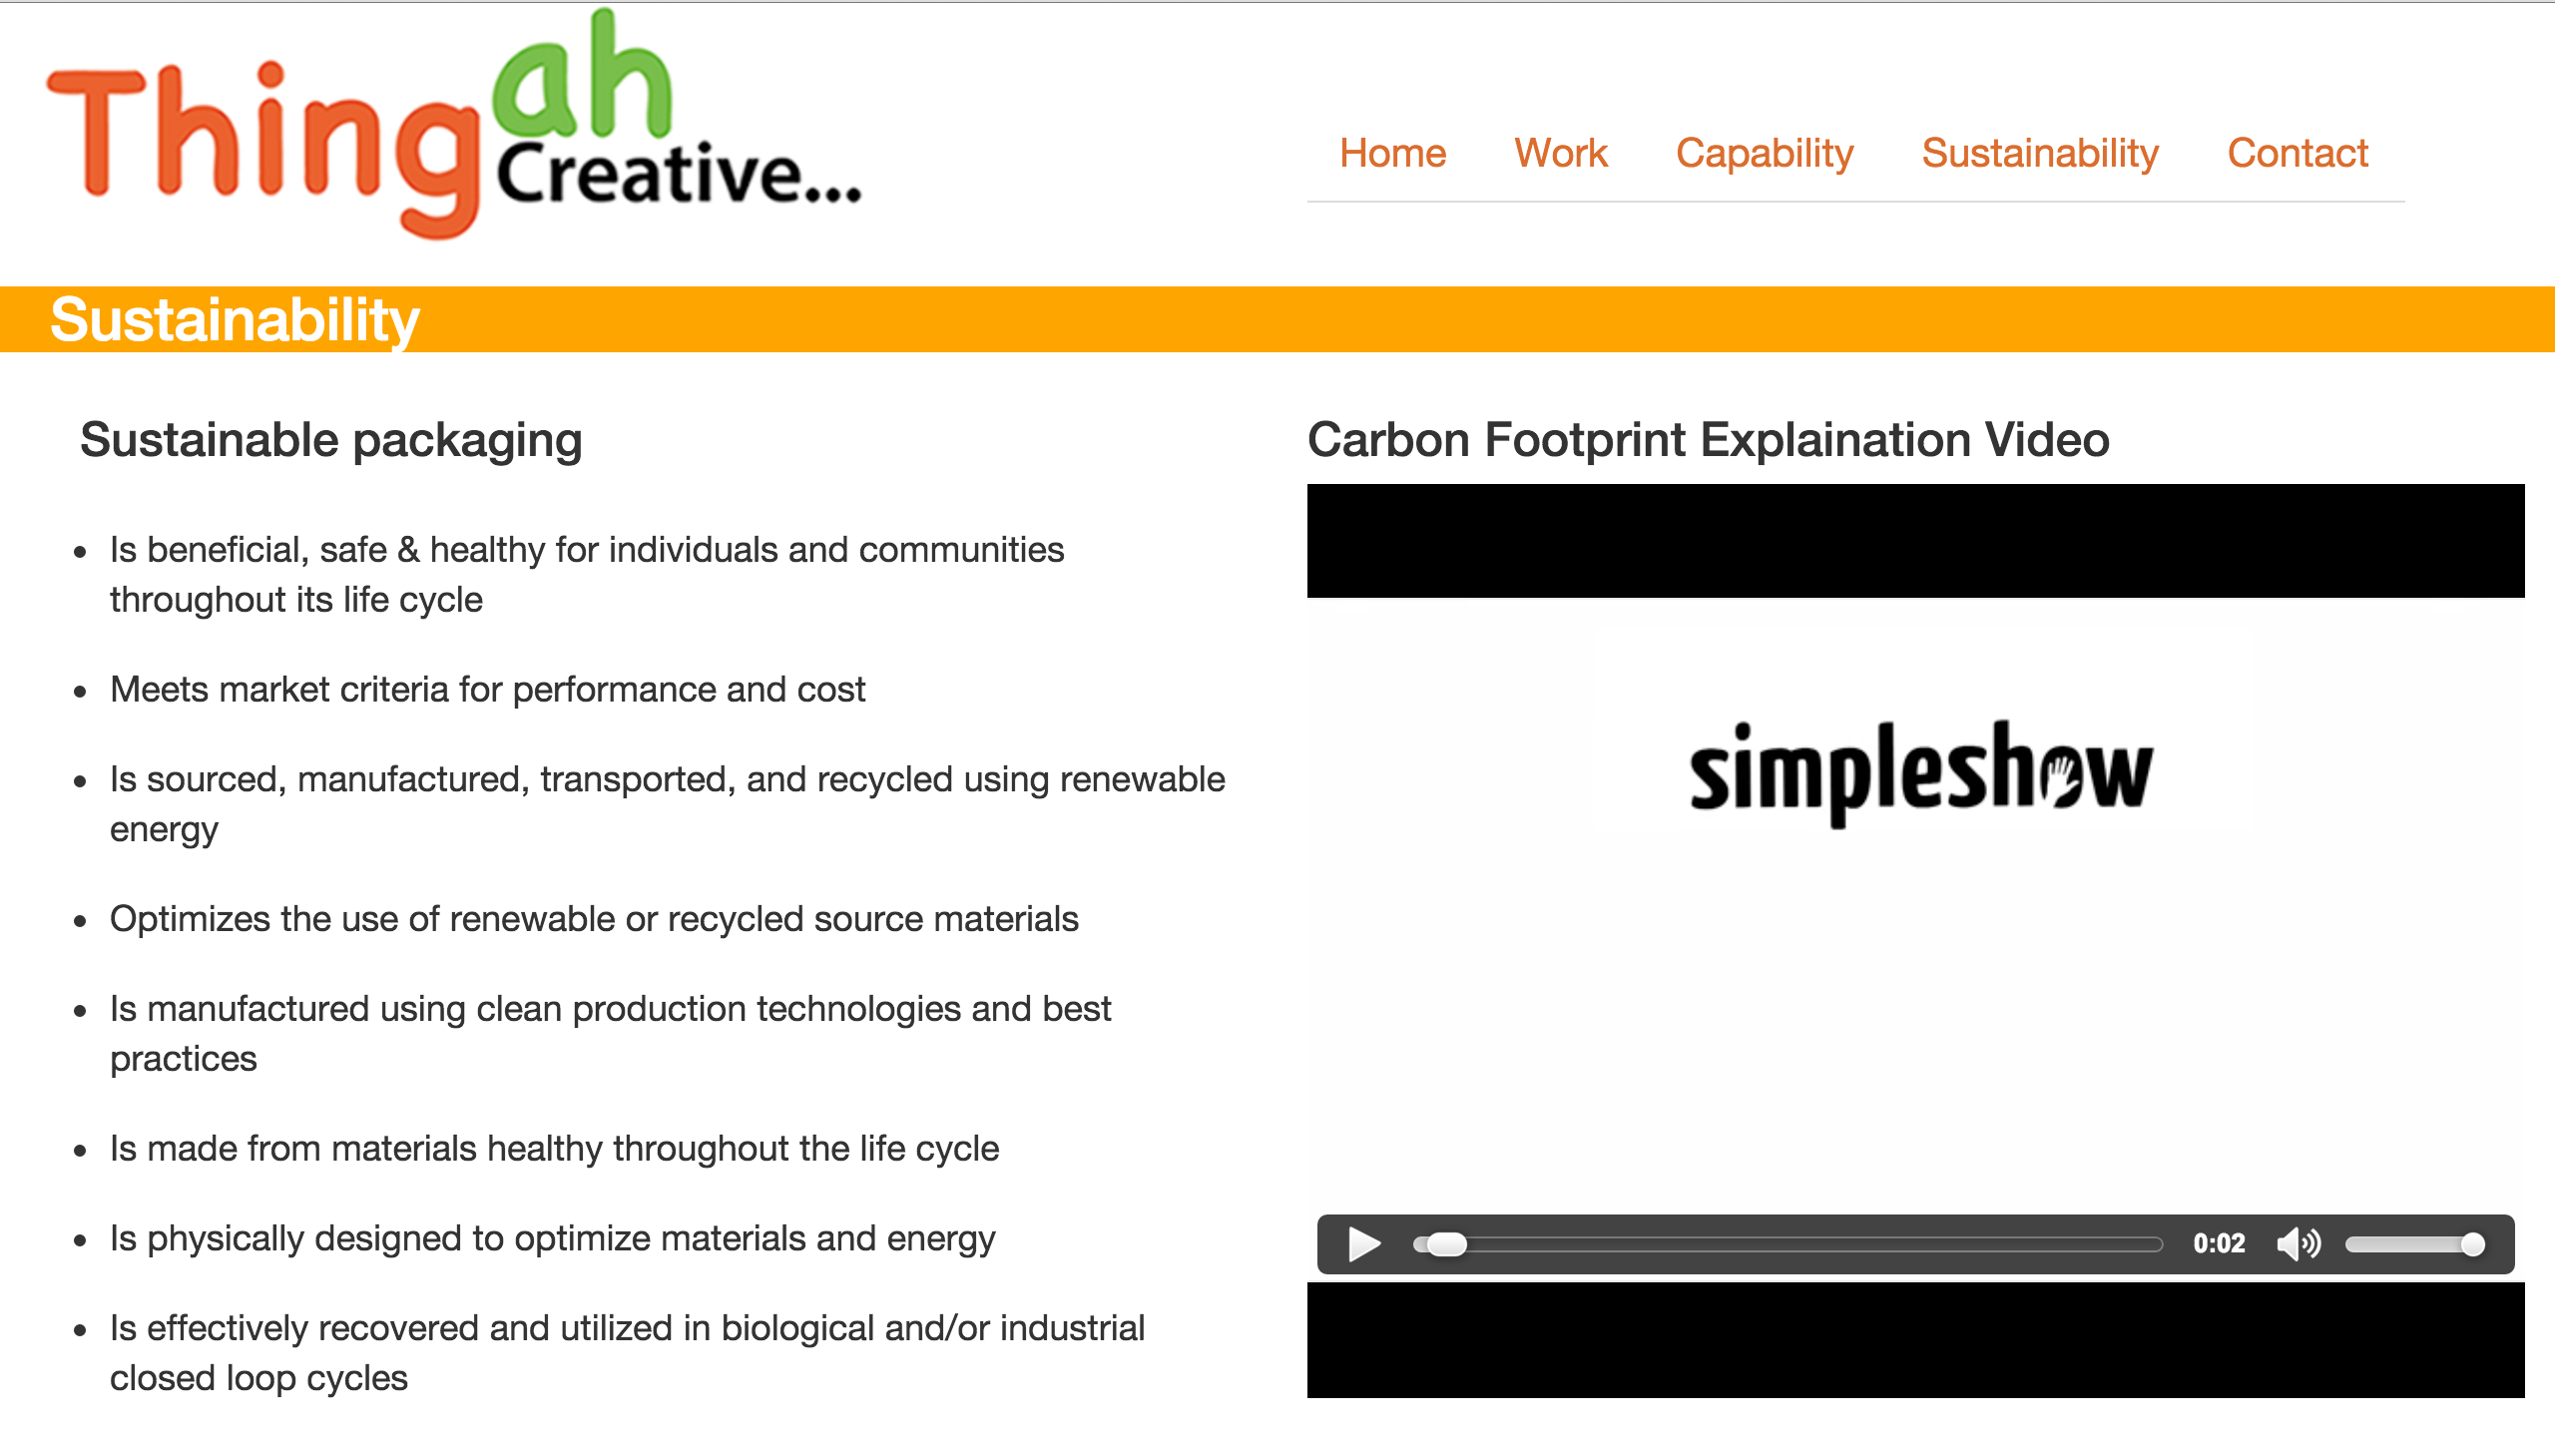 Thingah
Creative...
Home Work Capability Sustainability Contact
Sustainability
Sustainable packaging
• Is beneficial, safe & healthy for individuals and communities
throughout its life cycle
• Meets market criteria for performance and cost
• Is sourced, manufactured, transported, and recycled using renewable
energy
• Optimizes the use of renewable or recycled source materials
• Is manufactured using clean production technologies and best
practices
• Is made from materials healthy throughout the life cycle
• Is physically designed to optimize materials and energy
• Is effectively recovered and utilized in biological and/or industrial
closed loop cycles
Carbon Footprint Explaination Video
simpleshow
0:02